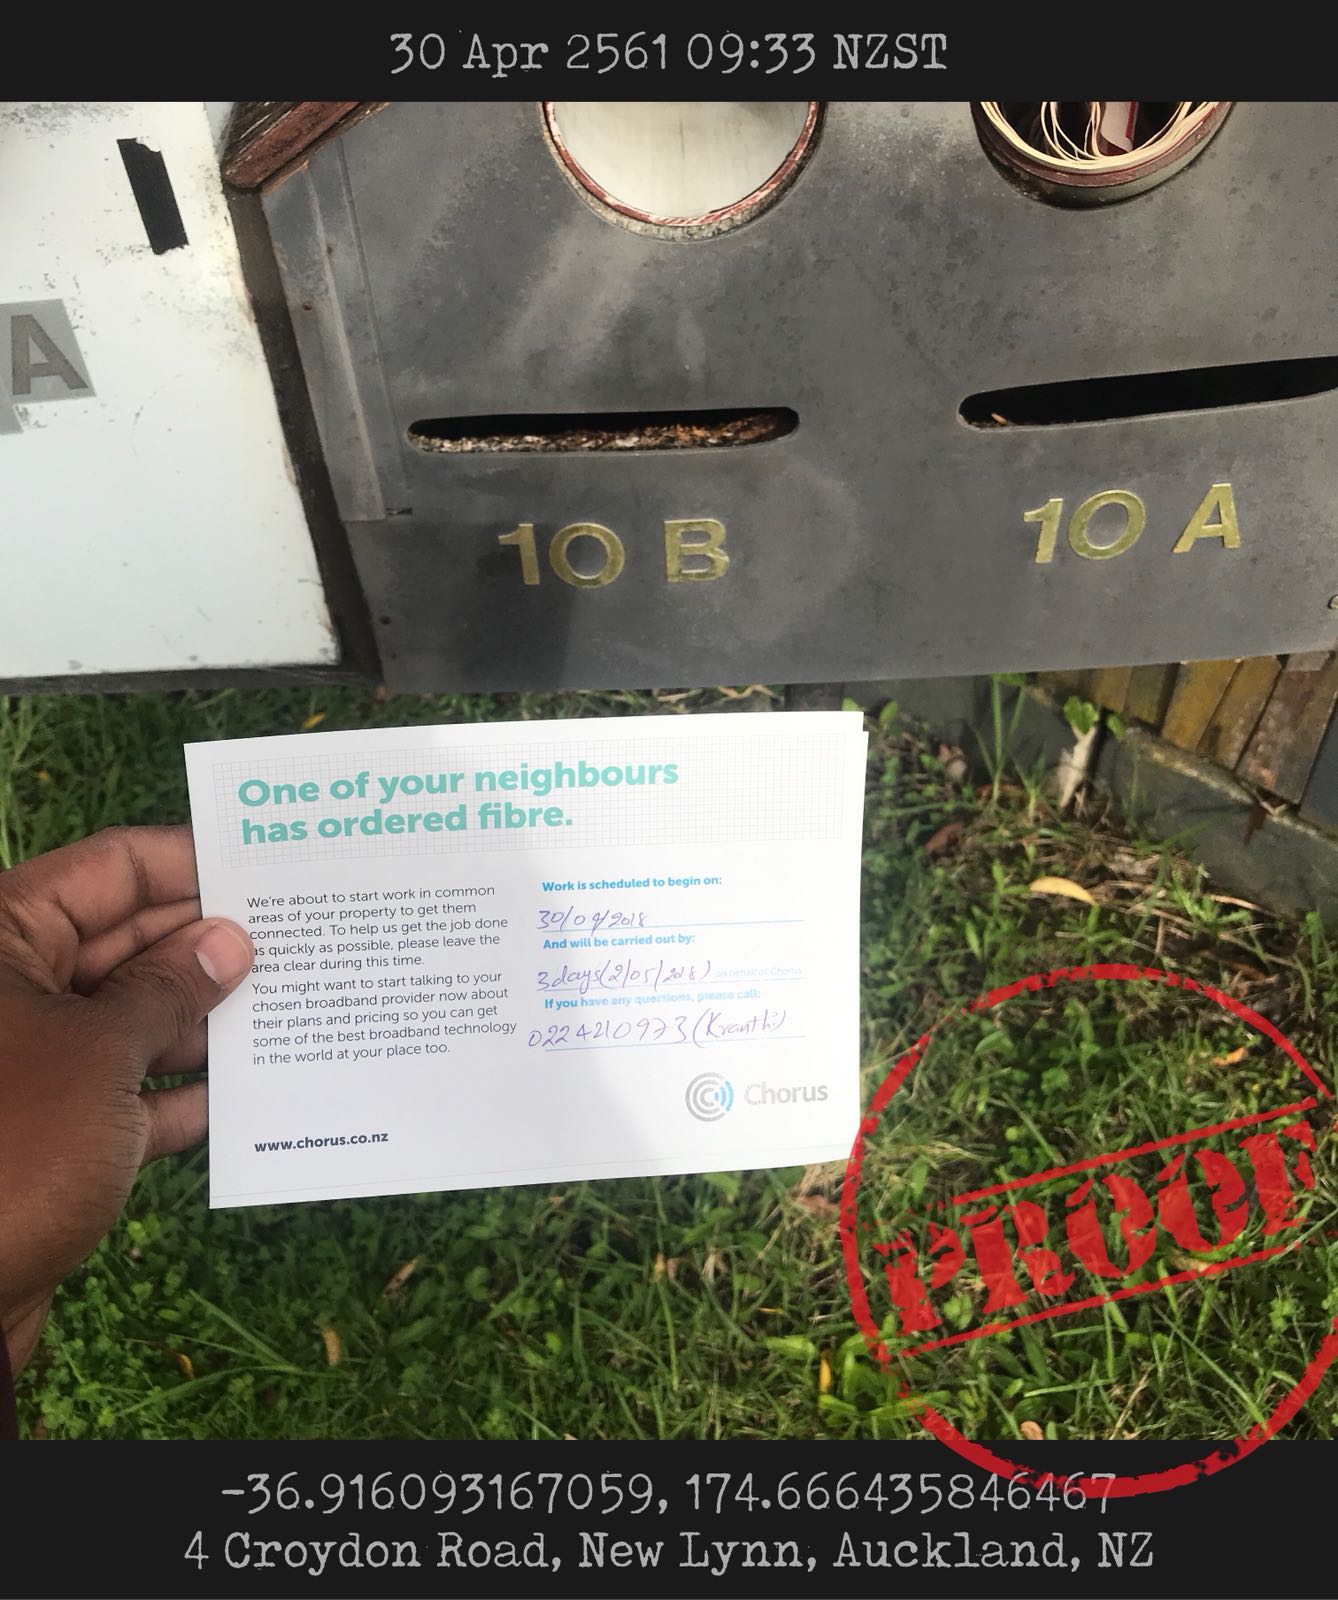 30 Apr 2561 09:33 NZST
A
10 B
10 A
One of your neighbours
has ordered fibre.
We're about to start work in common
areas of your property to get them
connected. To help us get the job done
as quickly as possible, please leave the
area clear during this time.
You might want to start talking to your
chosen broadband provider now about
their plans and pricing so you can get
some of the best broadband technology
in the world at your place too.
www.chorus.co.nz
Work is scheduled to begin on:
30/04/2018
And will be carried out by:
3days(2/05/2018) on behalf of Chorus
If you have any questions, please call:
0224210973 (Kranthi)
Chorus
PROOF
-36.916093167059, 174.666435846467
4 Croydon Road, New Lynn, Auckland, NZ